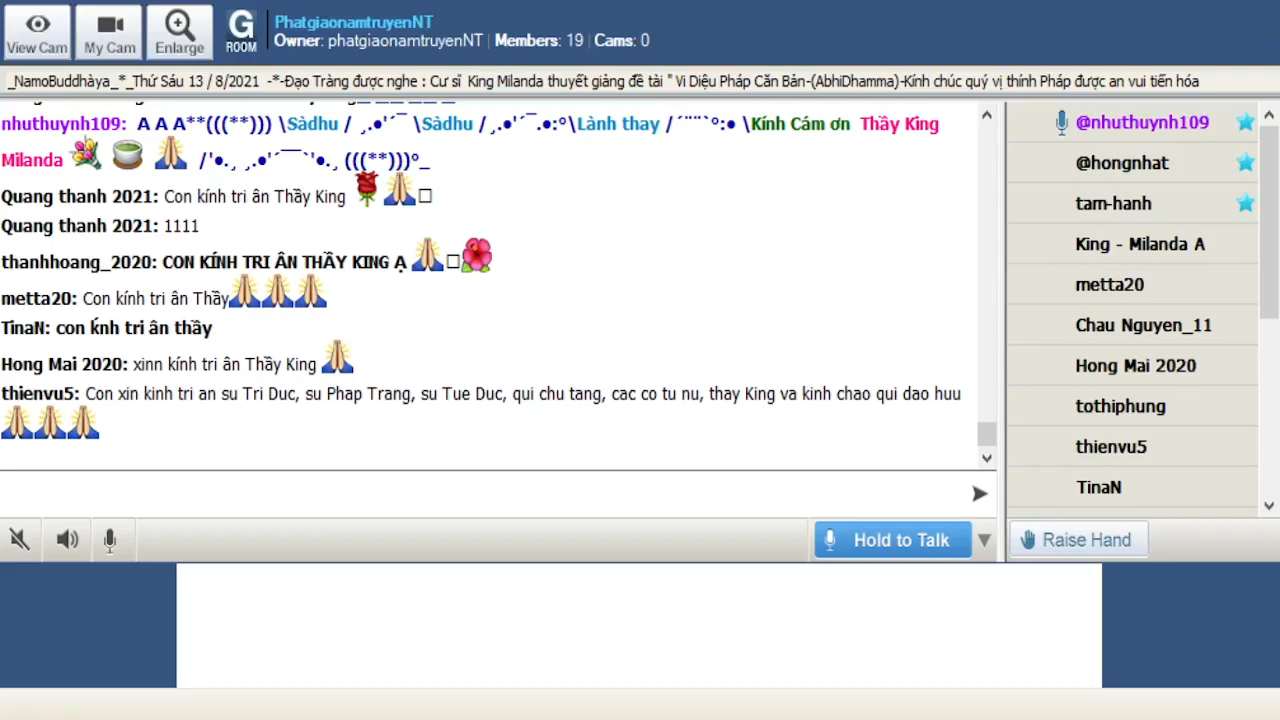 View Cam
My Cam
Enlarge
G
ROOM
PhatgiaonamtruyenNT
Owner: phatgiaonamtruyenNT | Members: 19 | Cams: 0
_NamoBuddhàya_*_Thứ Sáu 13 / 8/2021 -*-Đạo Tràng được nghe : Cư sĩ King Milanda thuyết giảng đề tài " Vi Diệu Pháp Căn Bản-(AbhiDhamma)-Kính chúc quý vị thính Pháp được an vui tiến hóa
nhuthuynh109: A A A**(((**))) \Sàdhu / ¸.•'´¯ \Sàdhu /¸.•'´¯.•:°\Lành thay /´¨¨`°:• \Kính Cám ơn Thầy King
Milanda /'•.¸ ¸.•'´¯¯`'•.¸ (((**)))°_
Quang thanh 2021: Con kính tri ân Thầy King
Quang thanh 2021: 1111
thanhhoang_2020: CON KÍNH TRI ÂN THẦY KING Ạ
metta20: Con kính tri ân Thầy
TinaN: con ḱnh tri ân thầy
Hong Mai 2020: xinn kính tri ân Thầy King
thienvu5: Con xin kinh tri an su Tri Duc, su Phap Trang, su Tue Duc, qui chu tang, cac co tu nu, thay King va kinh chao qui dao huu
@nhuthuynh109
@hongnhat
tam-hanh
King - Milanda A
metta20
Chau Nguyen_11
Hong Mai 2020
tothiphung
thienvu5
TinaN
Hold to Talk
Raise Hand